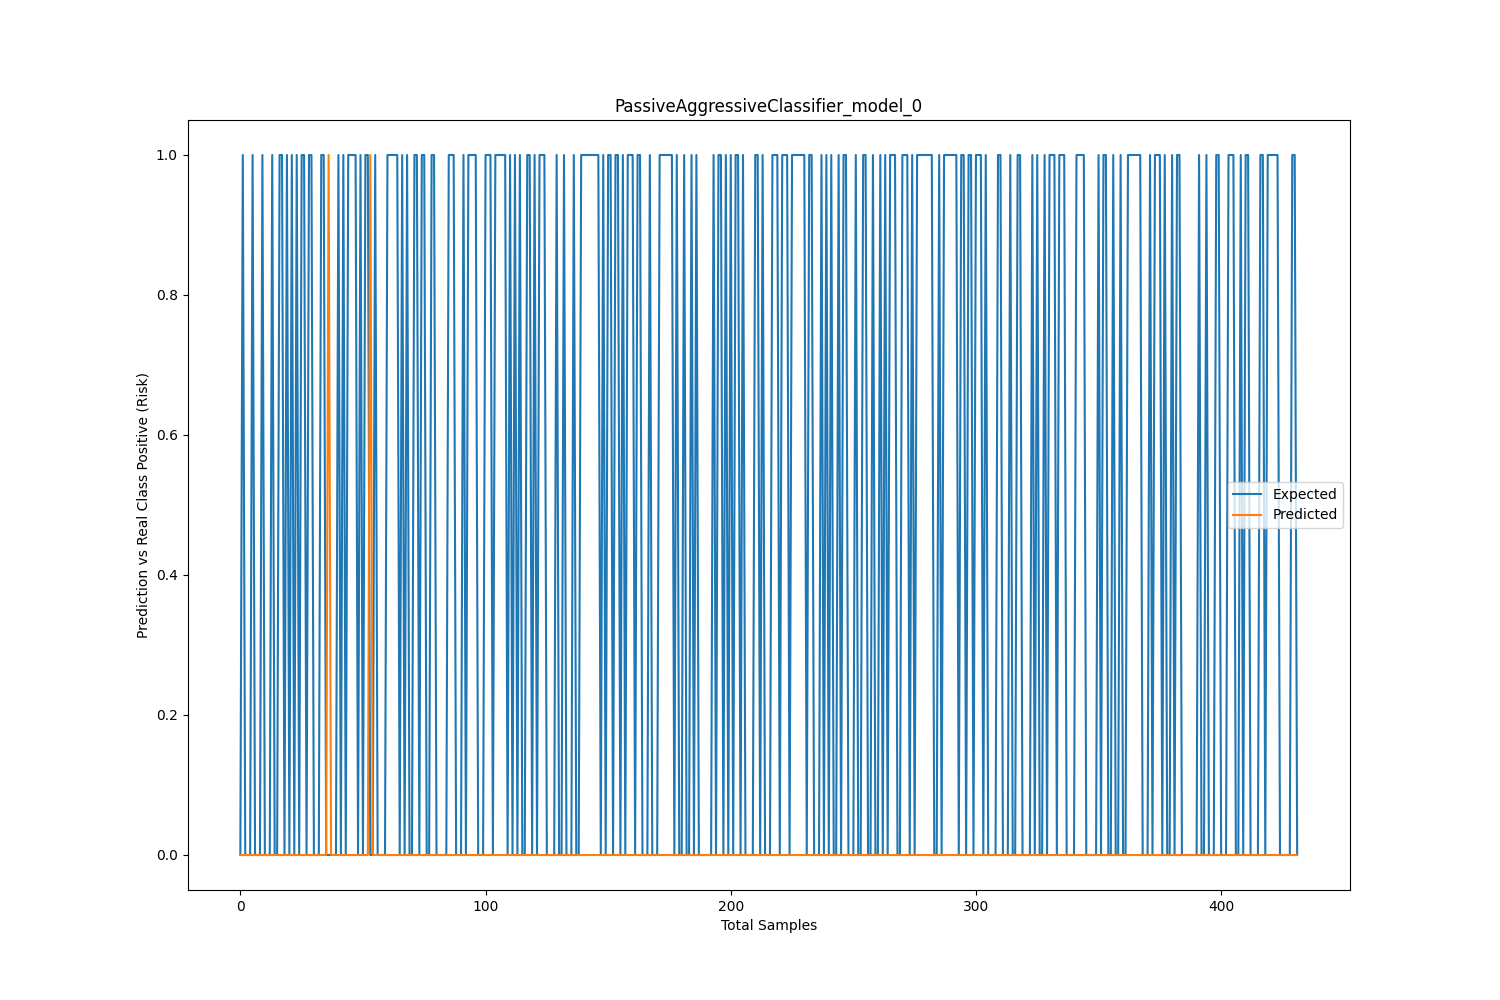 PassiveAggressiveClassifier_model_0
1.0
0.8
0.6
0.4
0.2
0.0
Prediction vs Real Class Positive (Risk)
Expected
Predicted
0
100
200
300
400
Total Samples